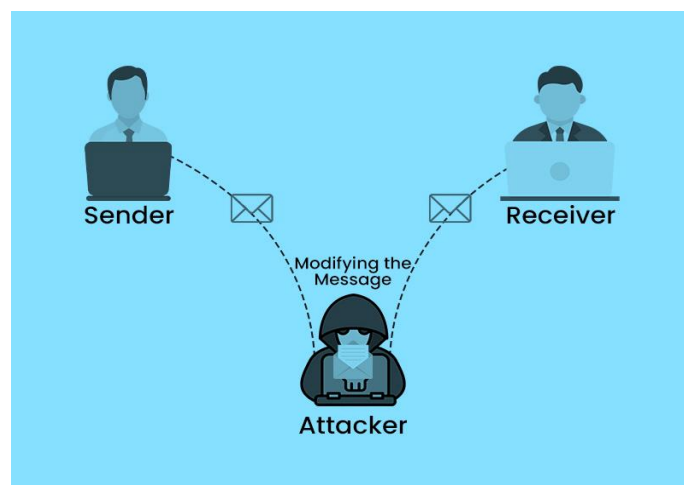 Sender
Receiver
Modifying the
Message
Attacker